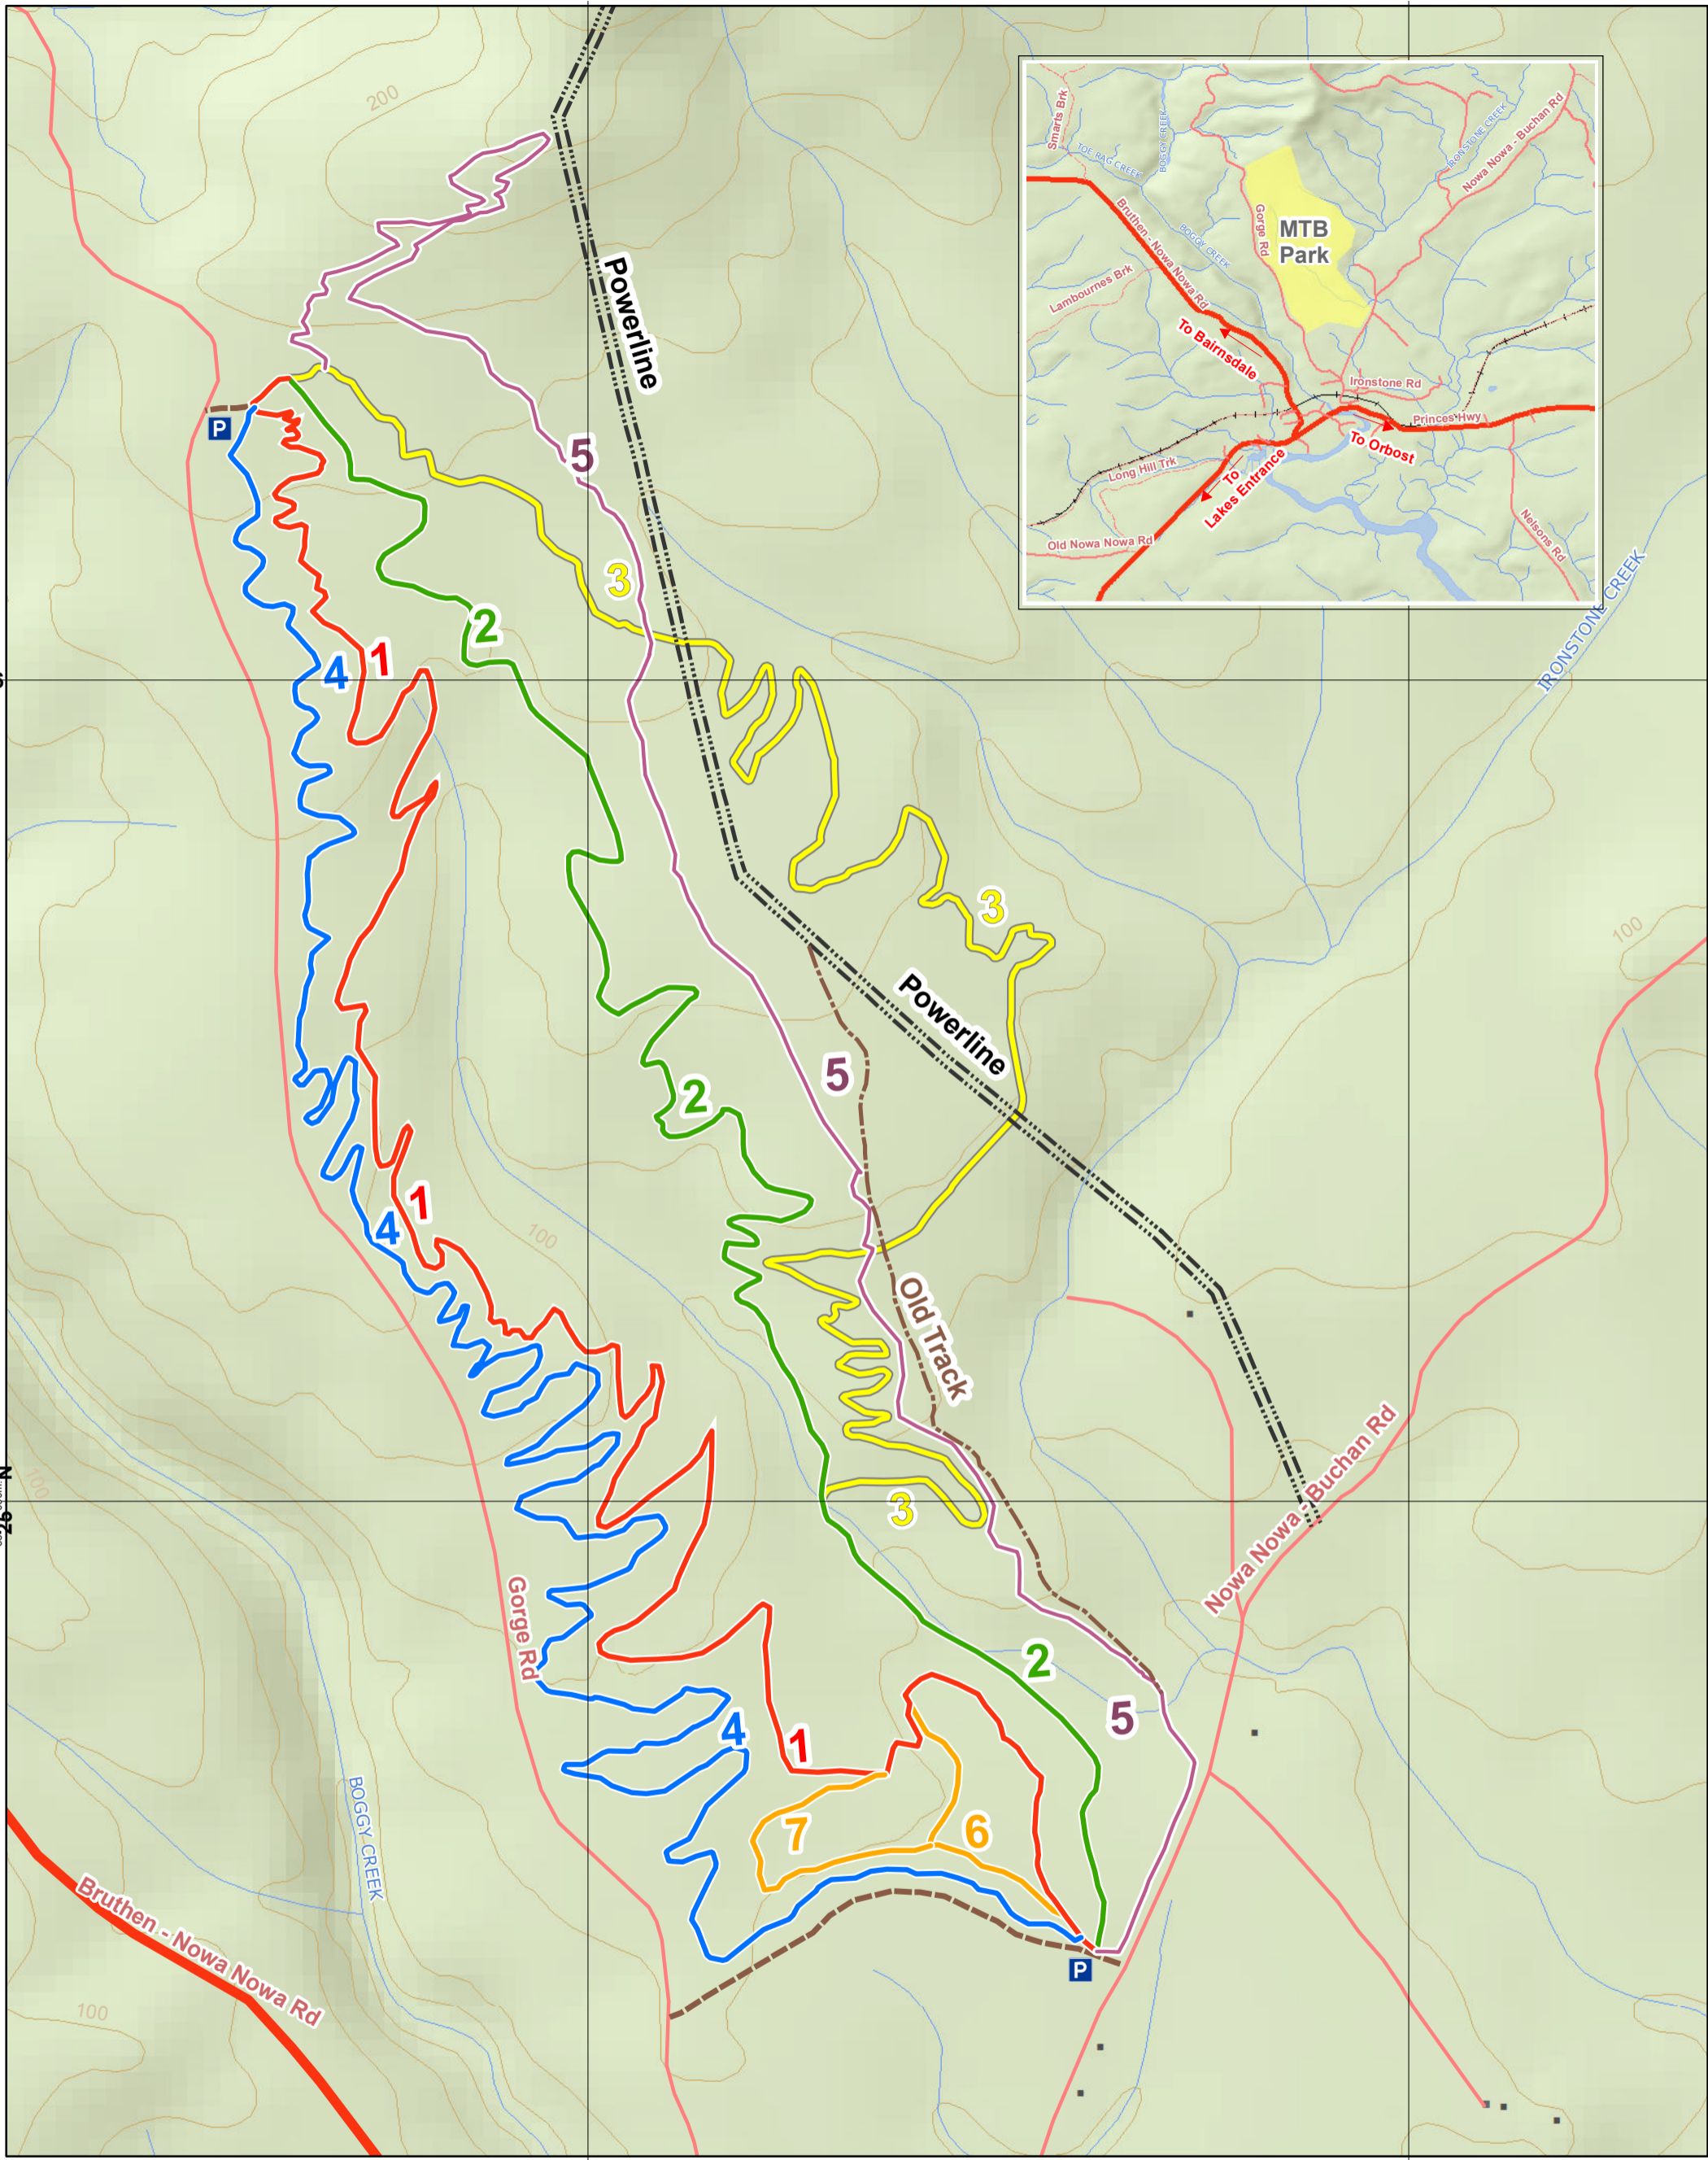 200
Smarts Brk
BOGGY CREEK
TOE RAG CREEK
IRONSTONE CREEK
Nowa Nowa - Buchan Rd
Bruthen - Nowa Nowa Rd
BOGGY CREEK
Gorge Rd
MTB
Park
Lambournes Brk
To Bairnsdale
Ironstone Rd
Princes Hwy
To Orbost
Long Hill Trk
To
Lakes Entrance
Old Nowa Nowa Rd
Nelsons Rd
Powerline
P
5
3
2
4
1
IRONSTONE CREEK
3
100
Powerline
5
2
1
4
100
Old Track
100
3
Nowa Nowa - Buchan Rd
Gorge Rd
2
5
4
1
7
6
BOGGY CREEK
Bruthen - Nowa Nowa Rd
P
100